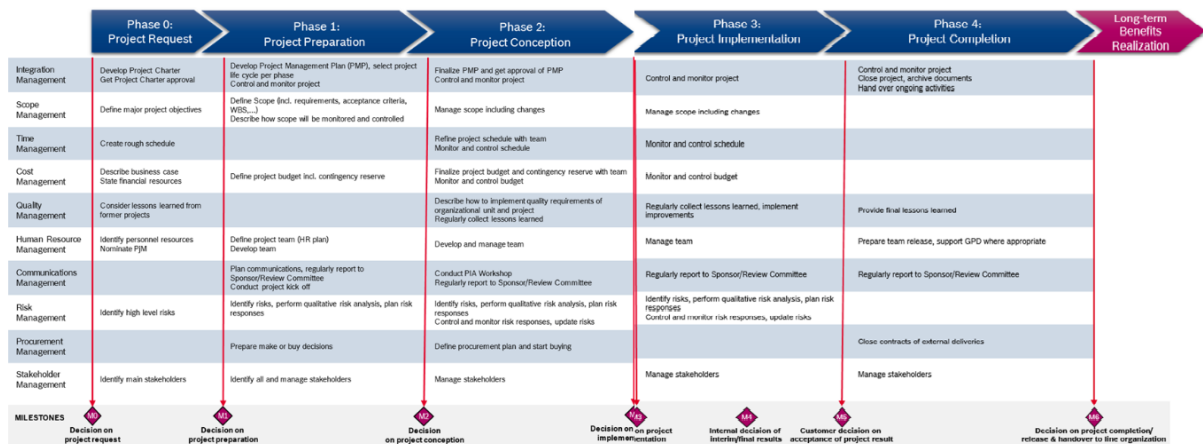 Phase 0:
Project Request
Phase 1:
Project Preparation
Phase 2:
Project Conception
Phase 3:
Project Implementation
Phase 4:
Project Completion
Long-term
Benefits
Realization
Integration
Management
Develop Project Charter
Get Project Charter approval
Develop Project Management Plan (PMP), select project
life cycle per phase
Control and monitor project
Finalize PMP and get approval of PMP
Control and monitor project
Control and monitor project
Control and monitor project
Close project, archive documents
Hand over ongoing activities
Scope
Management
Define major project objectives
Define Scope (incl. requirements, acceptance criteria,
WBS,...)
Describe how scope will be monitored and controlled
Manage scope including changes
Manage scope including changes
Time
Management
Create rough schedule
Refine project schedule with team
Monitor and control schedule
Monitor and control schedule
Cost
Management
Describe business case
State financial resources
Define project budget incl. contingency reserve
Finalize project budget and contingency reserve with team
Monitor and control budget
Monitor and control budget
Quality
Management
Consider lessons learned from
former projects
Describe how to implement quality requirements of
organizational unit and project
Regularly collect lessons learned
Regularly collect lessons learned, implement
improvements
Provide final lessons learned
Human Resource
Management
Identify personnel resources
Nominate PJM
Define project team (HR plan)
Develop team
Develop and manage team
Manage team
Prepare team release, support GPD where appropriate
Communications
Management
Plan communications, regularly report to
Sponsor/Review Committee
Conduct project kick off
Conduct PIA Workshop
Regularly report to Sponsor/Review Committee
Regularly report to Sponsor/Review Committee
Regularly report to Sponsor/Review Committee
Risk
Management
Identify high level risks
Identify risks, perform qualitative risk analysis, plan risk
responses
Identify risks, perform qualitative risk analysis, plan risk
responses
Control and monitor risk responses, update risks
Identify risks, perform qualitative risk analysis, plan risk
responses
Control and monitor risk responses, update risks
Procurement
Management
Prepare make or buy decisions
Define procurement plan and start buying
Close contracts of external deliveries
Stakeholder
Management
Identify main stakeholders
Identify all and manage stakeholders
Manage stakeholders
Manage stakeholders
Manage stakeholders
MILESTONES
M0
Decision on
project request
M1
Decision on
project preparation
M2
Decision
on project conception
M3
Decision on project
implementation
M4
Internal decision of
interim/final results
M5
Customer decision on
acceptance of project result
M6
Decision on project completion/
release & handover to line organization